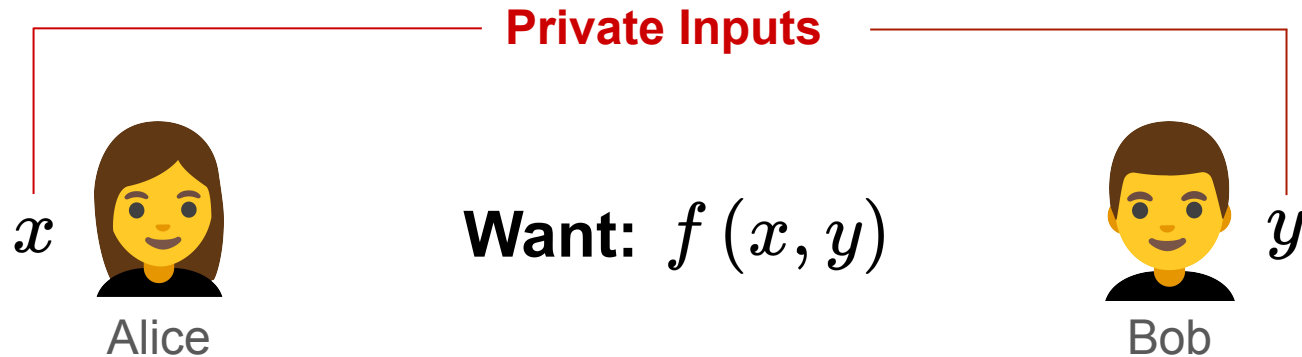 Private Inputs
x
Want: f (x, y)
y
Alice
Bob